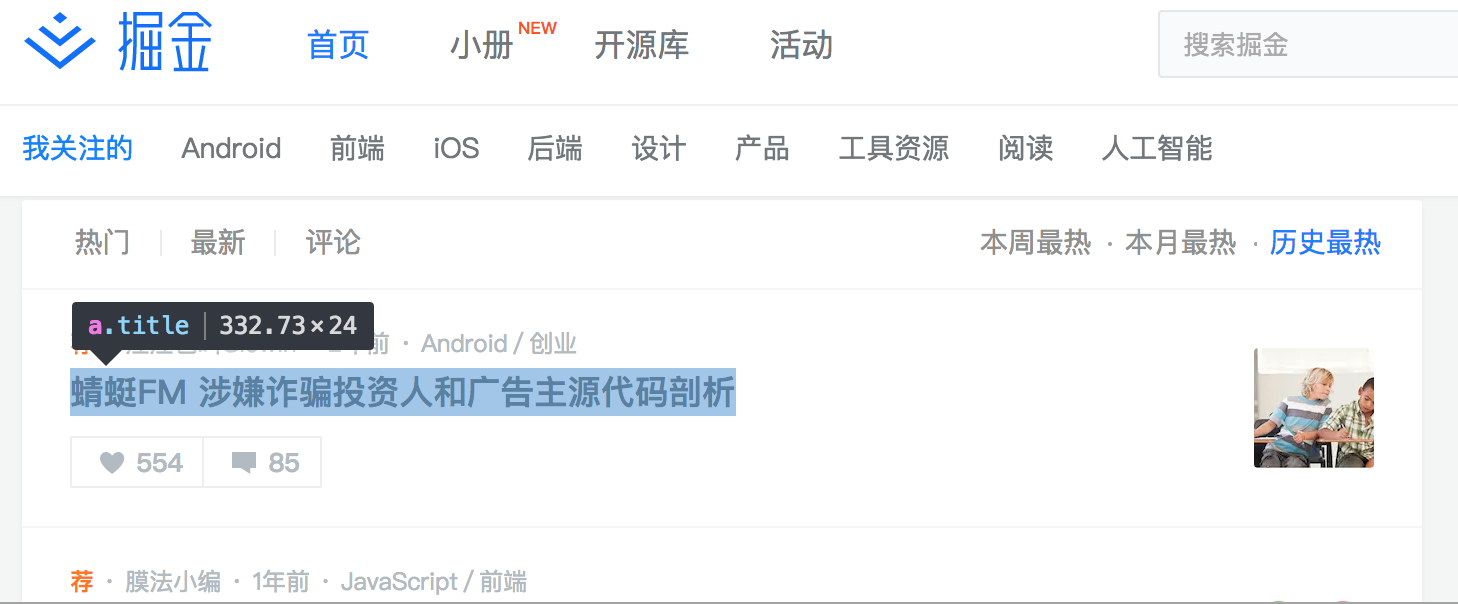 掘金 首页 小册 NEW 开源库 活动 搜索掘金
我关注的 Android 前端 iOS 后端 设计 产品 工具资源 阅读 人工智能
热门 最新 评论 本周最热 · 本月最热 · 历史最热
a.title | 332.73×24
前 · Android / 创业
蜻蜓FM 涉嫌诈骗投资人和广告主源代码剖析
554 85
荐 · 膜法小编 · 1年前 · JavaScript / 前端